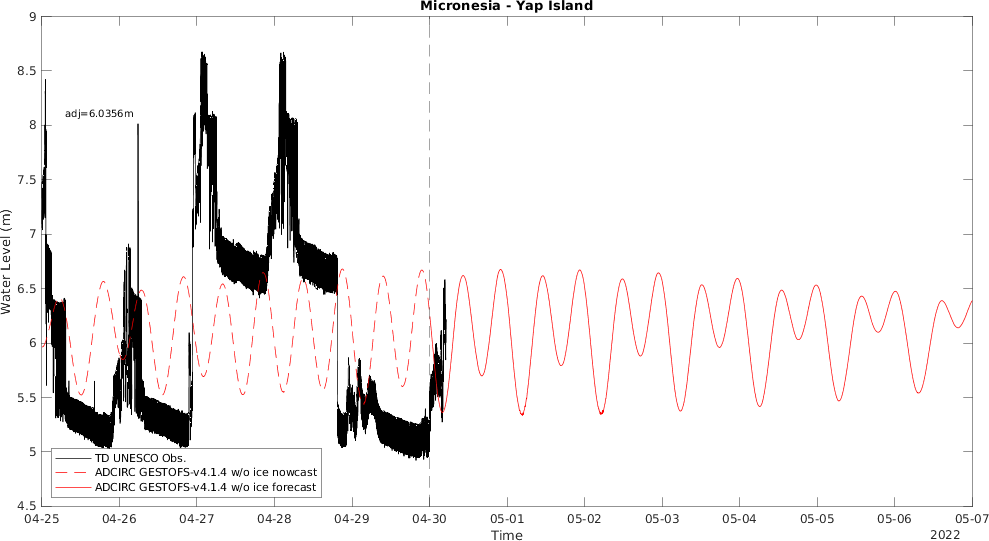 Micronesia - Yap Island
9
8.5
8
7.5
7
6.5
6
5.5
5
4.5
Water Level (m)
adj=6.0356m
TD UNESCO Obs.
ADCIRC GESTOFS-v4.1.4 w/o ice nowcast
ADCIRC GESTOFS-v4.1.4 w/o ice forecast
04-25 04-26 04-27 04-28 04-29 04-30 05-01 05-02 05-03 05-04 05-05 05-06 05-07
Time
2022